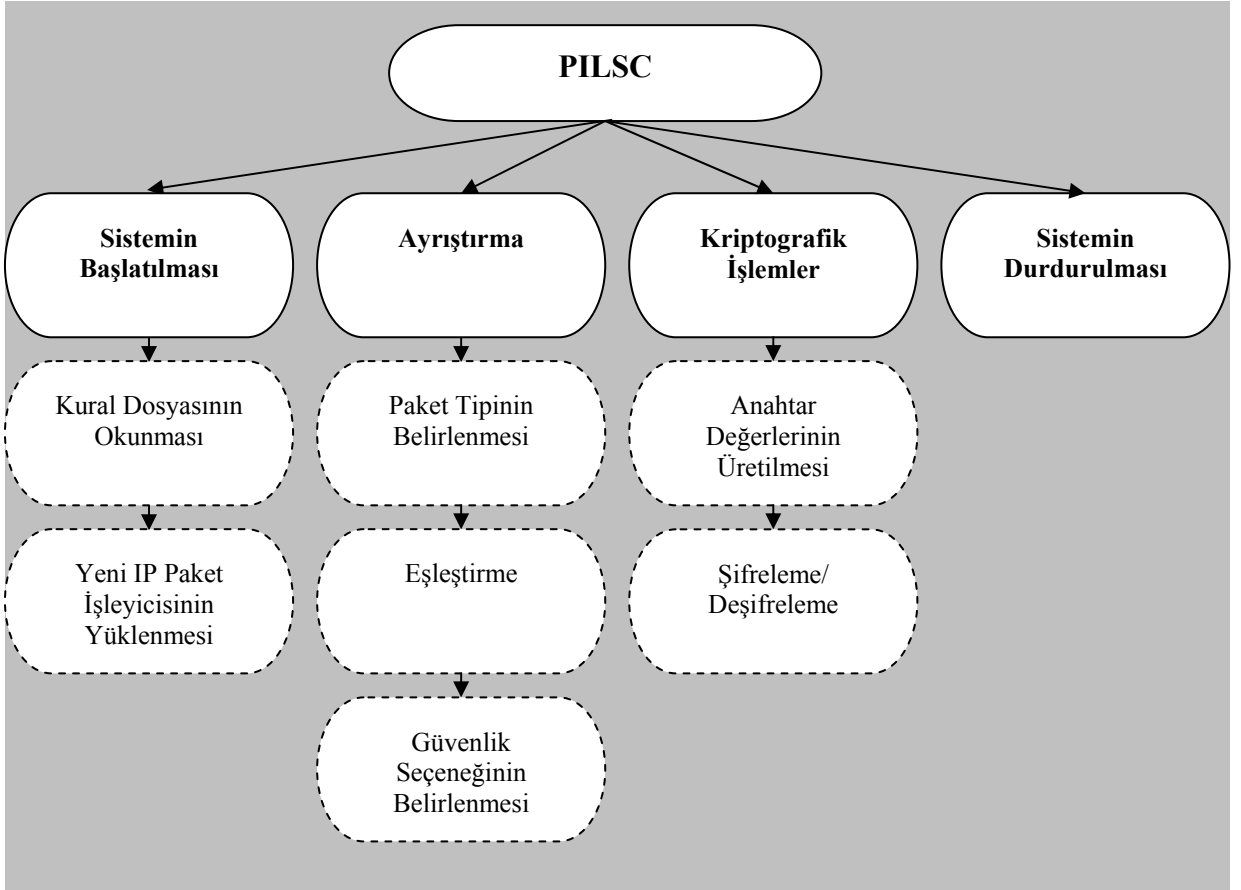 PILSC
Sistemin
Başlatılması
Ayrıştırma
Kriptografik
İşlemler
Sistemin
Durdurulması
Kural Dosyasının
Okunması
Paket Tipinin
Belirlenmesi
Anahtar
Değerlerinin
Üretilmesi
Yeni IP Paket
İşleyicisinin
Yüklenmesi
Eşleştirme
Şifreleme/
Deşifreleme
Güvenlik
Seçeneğinin
Belirlenmesi